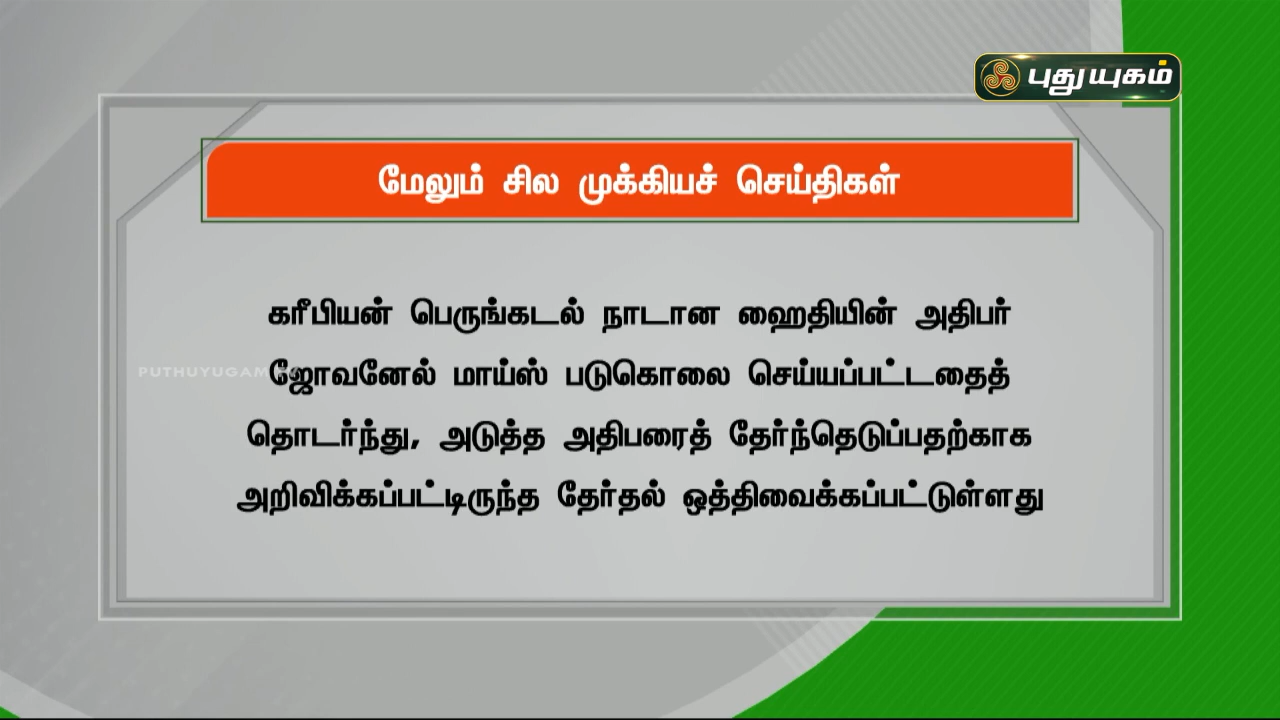 புதுயுகம்
மேலும் சில முக்கியச் செய்திகள்
கரீபியன் பெருங்கடல் நாடான ஹைதியின் அதிபர்
PUTHUYUGAM
ஜோவனேல் மாய்ஸ் படுகொலை செய்யப்பட்டதைத்
தொடர்ந்து, அடுத்த அதிபரைத் தேர்ந்தெடுப்பதற்காக
அறிவிக்கப்பட்டிருந்த தேர்தல் ஒத்திவைக்கப்பட்டுள்ளது